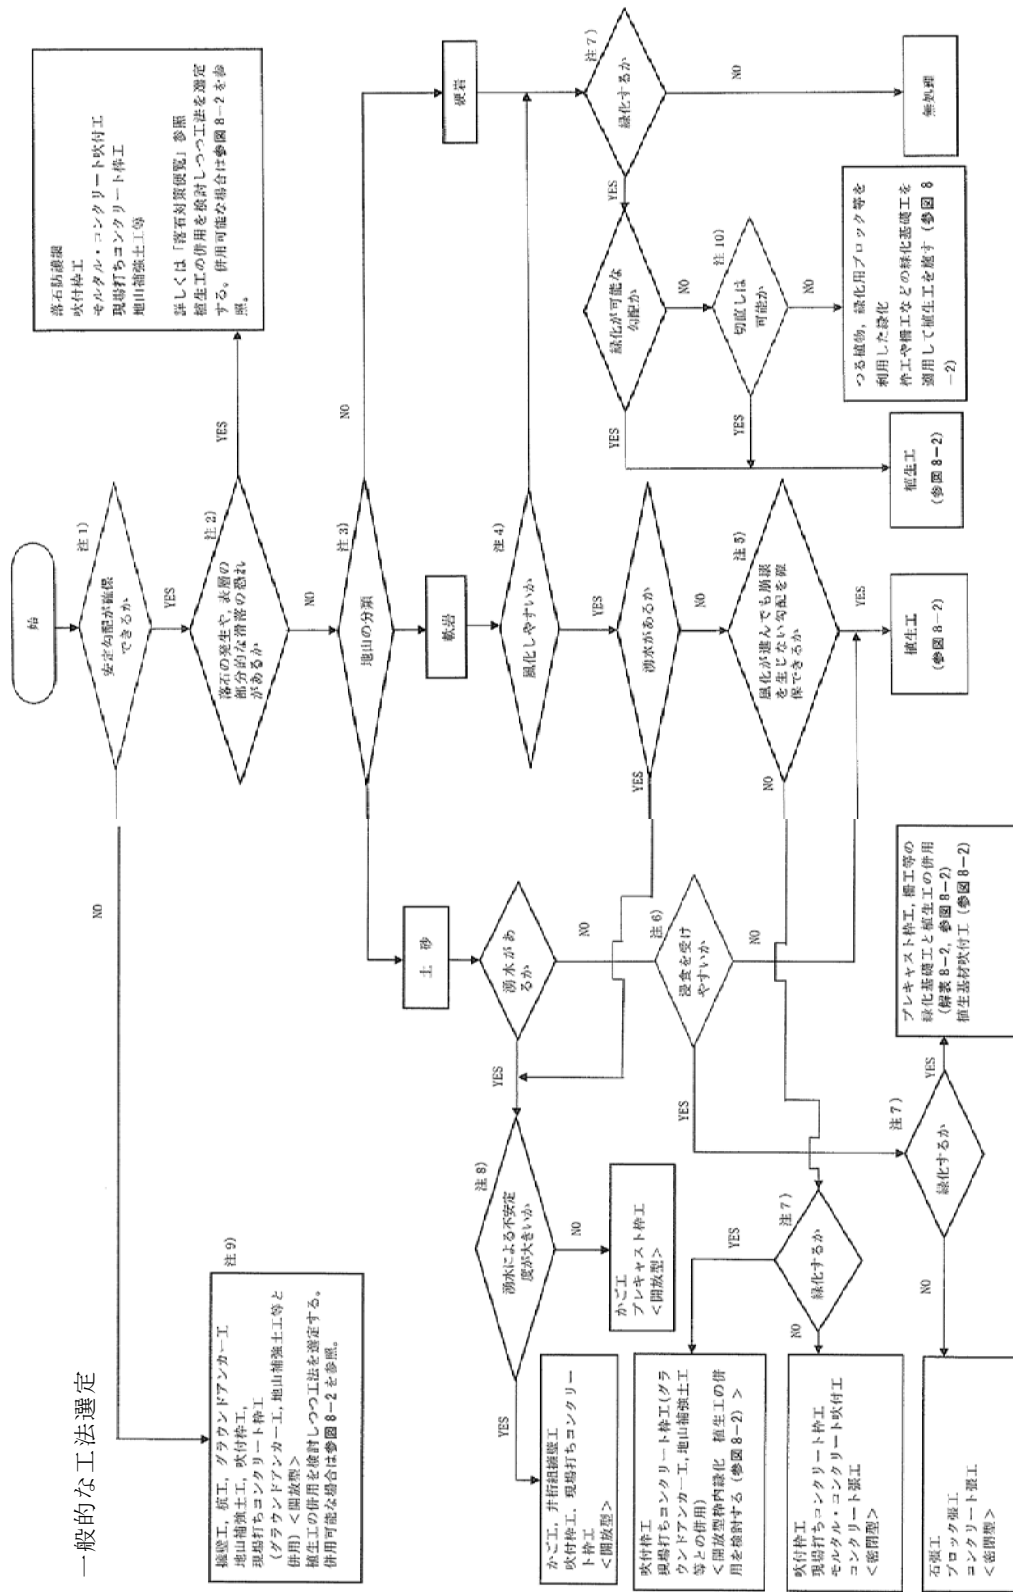 一般的な工法選定
始
注1)
安定勾配が確保
できるか
NO
YES
注2)
落石の発生や、表層の
部分的な滑落の恐れ
があるか
YES
NO
落石防護網
吹付枠工
モルタル・コンクリート吹付工
現場打ちコンクリート枠工
地山補強土工等
詳しくは「落石対策便覧」参照
植生工の併用を検討しつつ工法を選定
する。併用可能な場合は参図8-2を参
照。
注9)
擁壁工，杭工，グラウンドアンカー工
地山補強土工，吹付枠工，
現場打ちコンクリート枠工
(グラウンドアンカー工，地山補強土工等と
併用)＜開放型＞
植生工の併用を検討しつつ工法を選定する。
併用可能な場合は参図8-2を参照。
注3)
地山の分類
NO
土 砂
軟岩
硬岩
注4)
風化しやすいか
YES
湧水があ
るか
YES
NO
湧水があるか
YES
NO
注5)
風化が進んでも崩壊
を生じない勾配を確
保できるか
NO
YES
植生工
(参図8-2)
注6)
浸食を受け
やすいか
YES
NO
注7)
緑化するか
YES
NO
緑化が可能な
勾配か
YES
NO
注10)
切直しは
可能か
YES
NO
無処理
つる植物，緑化用ブロック等を
利用した緑化
枠工や柵工などの緑化基礎工を
適用して植生工を施す(参図8
-2)
植生工
(参図8-2)
注8)
湧水による不安定
度が大きいか
YES
NO
かご工，井桁組擁壁工
吹付枠工，現場打ちコンクリー
ト枠工
＜開放型＞
かご工
プレキャスト枠工
＜開放型＞
注7)
緑化するか
YES
NO
吹付枠工
現場打ちコンクリート枠工(グラ
ウンドアンカー工，地山補強土工
等との併用)
＜開放型枠内緑化 植生工の併
用を検討する(参図8-2)＞
吹付枠工
現場打ちコンクリート枠工
モルタル・コンクリート吹付工
コンクリート張工
＜密閉型＞
注7)
緑化するか
YES
NO
プレキャスト枠工，柵工等の
緑化基礎工と植生工の併用
(解表8-2，参図8-2)
植生基材吹付工(参図8-2)
石張工
ブロック張工
コンクリート張工
＜密閉型＞